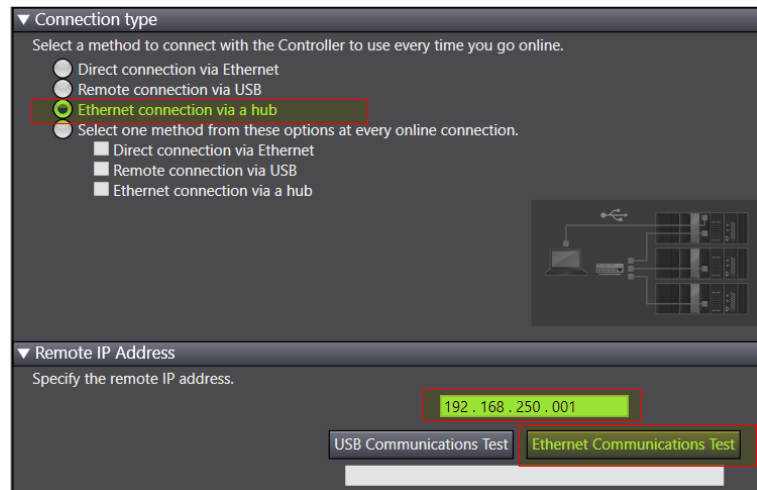 ▼ Connection type
Select a method to connect with the Controller to use every time you go online.
Direct connection via Ethernet
Remote connection via USB
Ethernet connection via a hub
Select one method from these options at every online connection.
Direct connection via Ethernet
Remote connection via USB
Ethernet connection via a hub
▼ Remote IP Address
Specify the remote IP address.
192 . 168 . 250 . 001
USB Communications Test Ethernet Communications Test